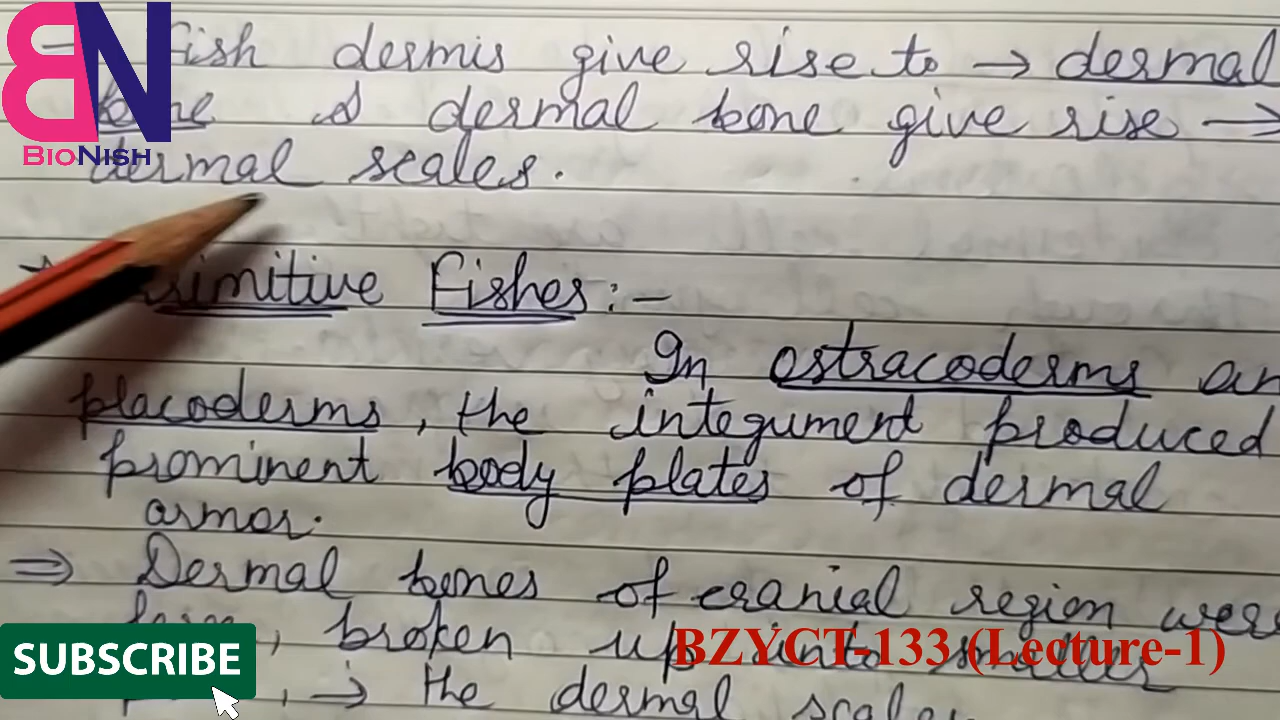 BN
BIONISH
→ Fish dermis give rise to → dermal
bone & dermal bone give rise →
dermal scales.
Primitive Fishes:-
In ostracoderms an
placoderms, the integument produced
prominent body plates of dermal
armor.
⇒ Dermal bones of cranial region were
, broken up into smaller
, → the dermal scales
SUBSCRIBE
BZYCT-133 (Lecture-1)